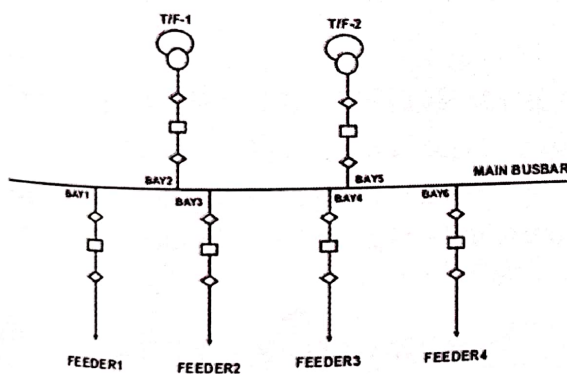 T/F-1
T/F-2
MAIN BUSBAR
BAY1
BAY2
BAY3
BAY4
BAY5
BAY6
FEEDER1
FEEDER2
FEEDER3
FEEDER4